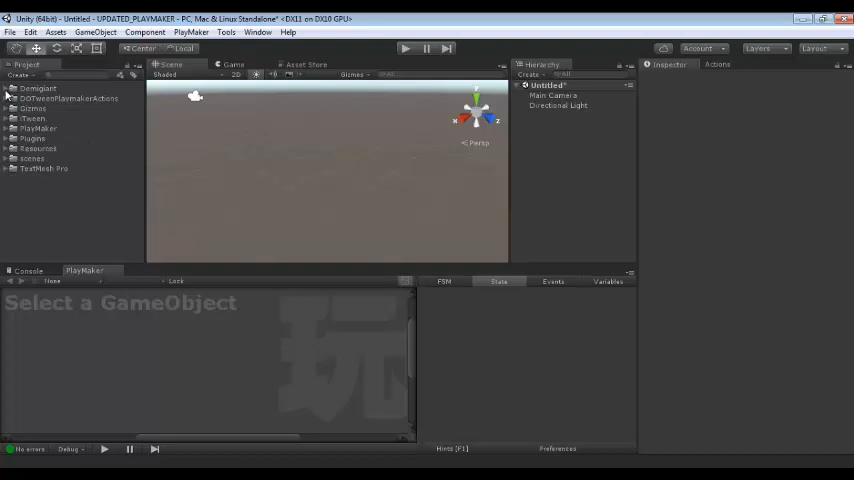 Unity (64bit) - Untitled - UPDATED_PLAYMAKER - PC, Mac & Linux Standalone* <DX11 on DX10 GPU>
File Edit Assets GameObject Component PlayMaker Tools Window Help
Center Local Account Layers Layout
Project Scene Game Asset Store Hierarchy Inspector Actions
Create Shaded 2D Gizmos All Create All
Demigiant
DOTweenPlaymakerActions
Gizmos
iTween
PlayMaker
Plugins
Resources
scenes
TextMesh Pro
y
x z
Persp
Untitled*
Main Camera
Directional Light
Console PlayMaker
None Lock FSM State Events Variables
Select a GameObject
玩
No errors Debug Hints [F1] Preferences